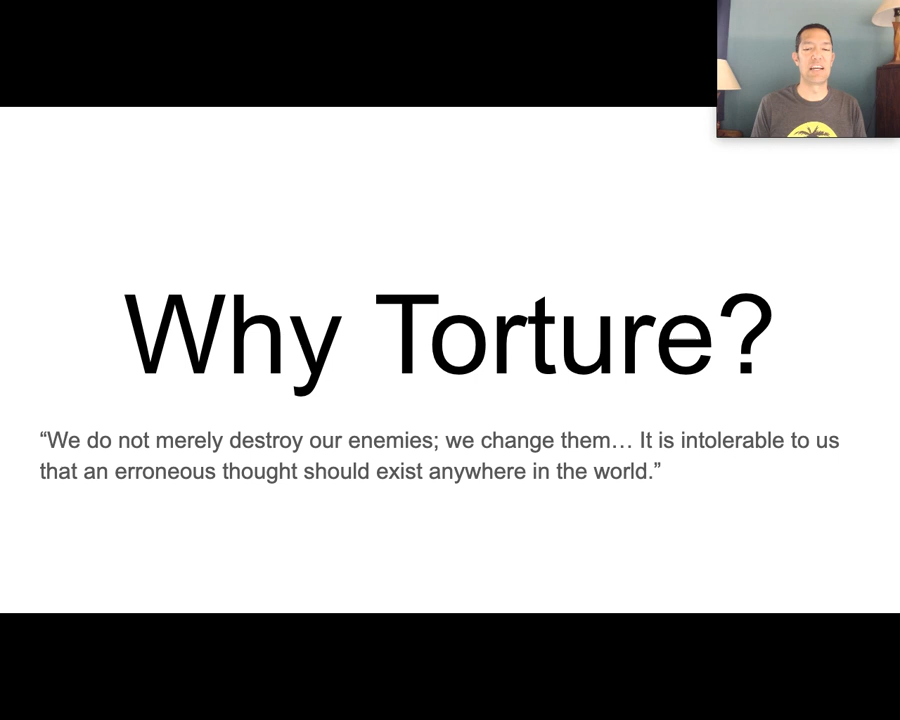 Why Torture?
“We do not merely destroy our enemies; we change them… It is intolerable to us
that an erroneous thought should exist anywhere in the world.”